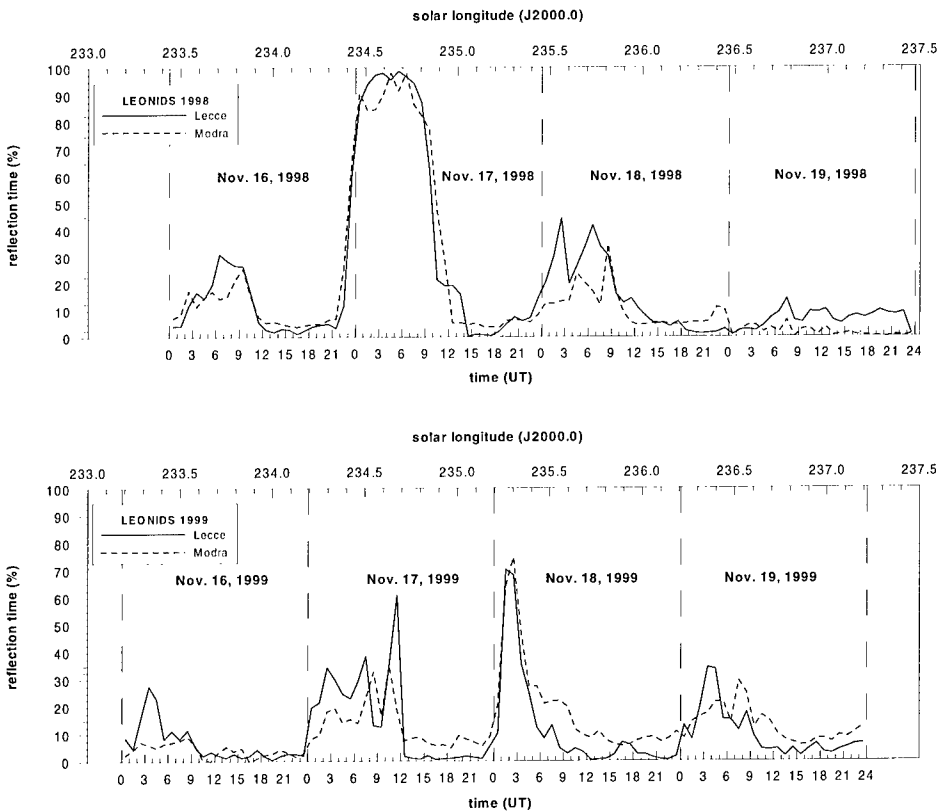 solar longitude (J2000.0)
233.0 233.5 234.0 234.5 235.0 235.5 236.0 236.5 237.0 237.5
100
90
80
70
60
50
40
30
20
10
0
reflection time (%)
LEONIDS 1998
Lecce
Modra
Nov. 16, 1998
Nov. 17, 1998
Nov. 18, 1998
Nov. 19, 1998
0 3 6 9 12 15 18 21 0 3 6 9 12 15 18 21 0 3 6 9 12 15 18 21 0 3 6 9 12 15 18 21 24
time (UT)
solar longitude (J2000.0)
233.0 233.5 234.0 234.5 235.0 235.5 236.0 236.5 237.0 237.5
100
90
80
70
60
50
40
30
20
10
0
reflection time (%)
LEONIDS 1999
Lecce
Modra
Nov. 16, 1999
Nov. 17, 1999
Nov. 18, 1999
Nov. 19, 1999
0 3 6 9 12 15 18 21 0 3 6 9 12 15 18 21 0 3 6 9 12 15 18 21 0 3 6 9 12 15 18 21 24
time (UT)